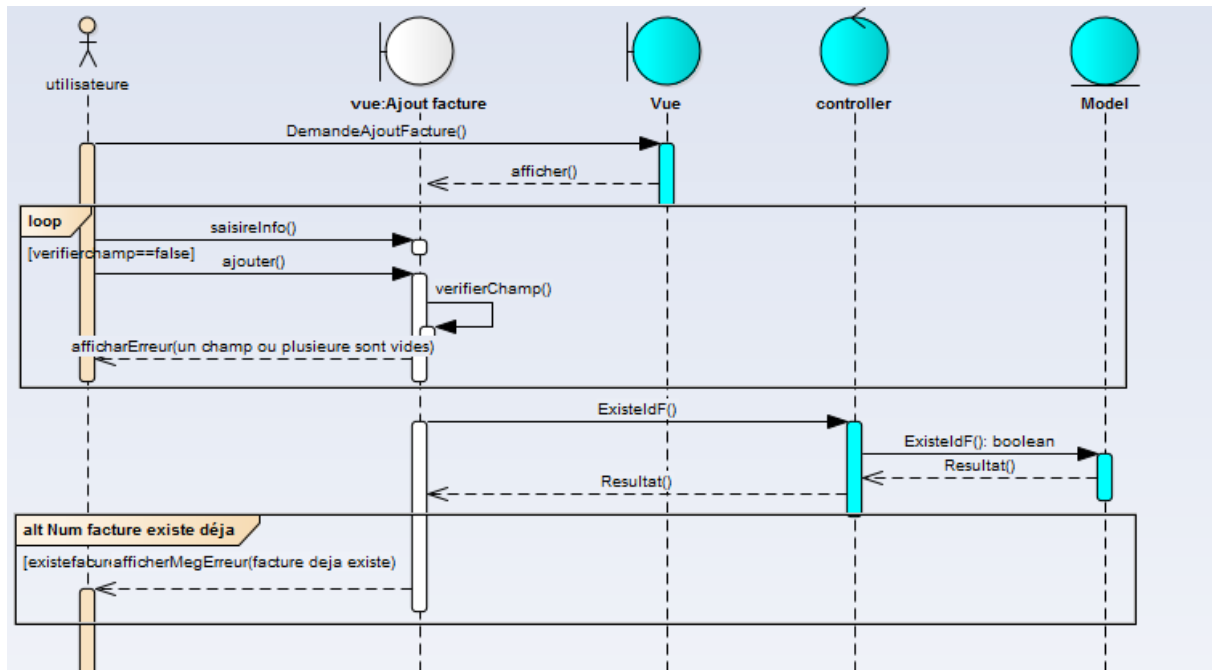 utilisateure
vue:Ajout facture
Vue
controller
Model
DemandeAjoutFacture()
afficher()
loop
saisireInfo()
[verifierchamp==false]
ajouter()
verifierChamp()
afficharErreur(un champ ou plusieure sont vides)
ExisteIdF()
ExisteIdF(): boolean
Resultat()
Resultat()
alt Num facture existe déja
afficherMegErreur(facture deja existe)